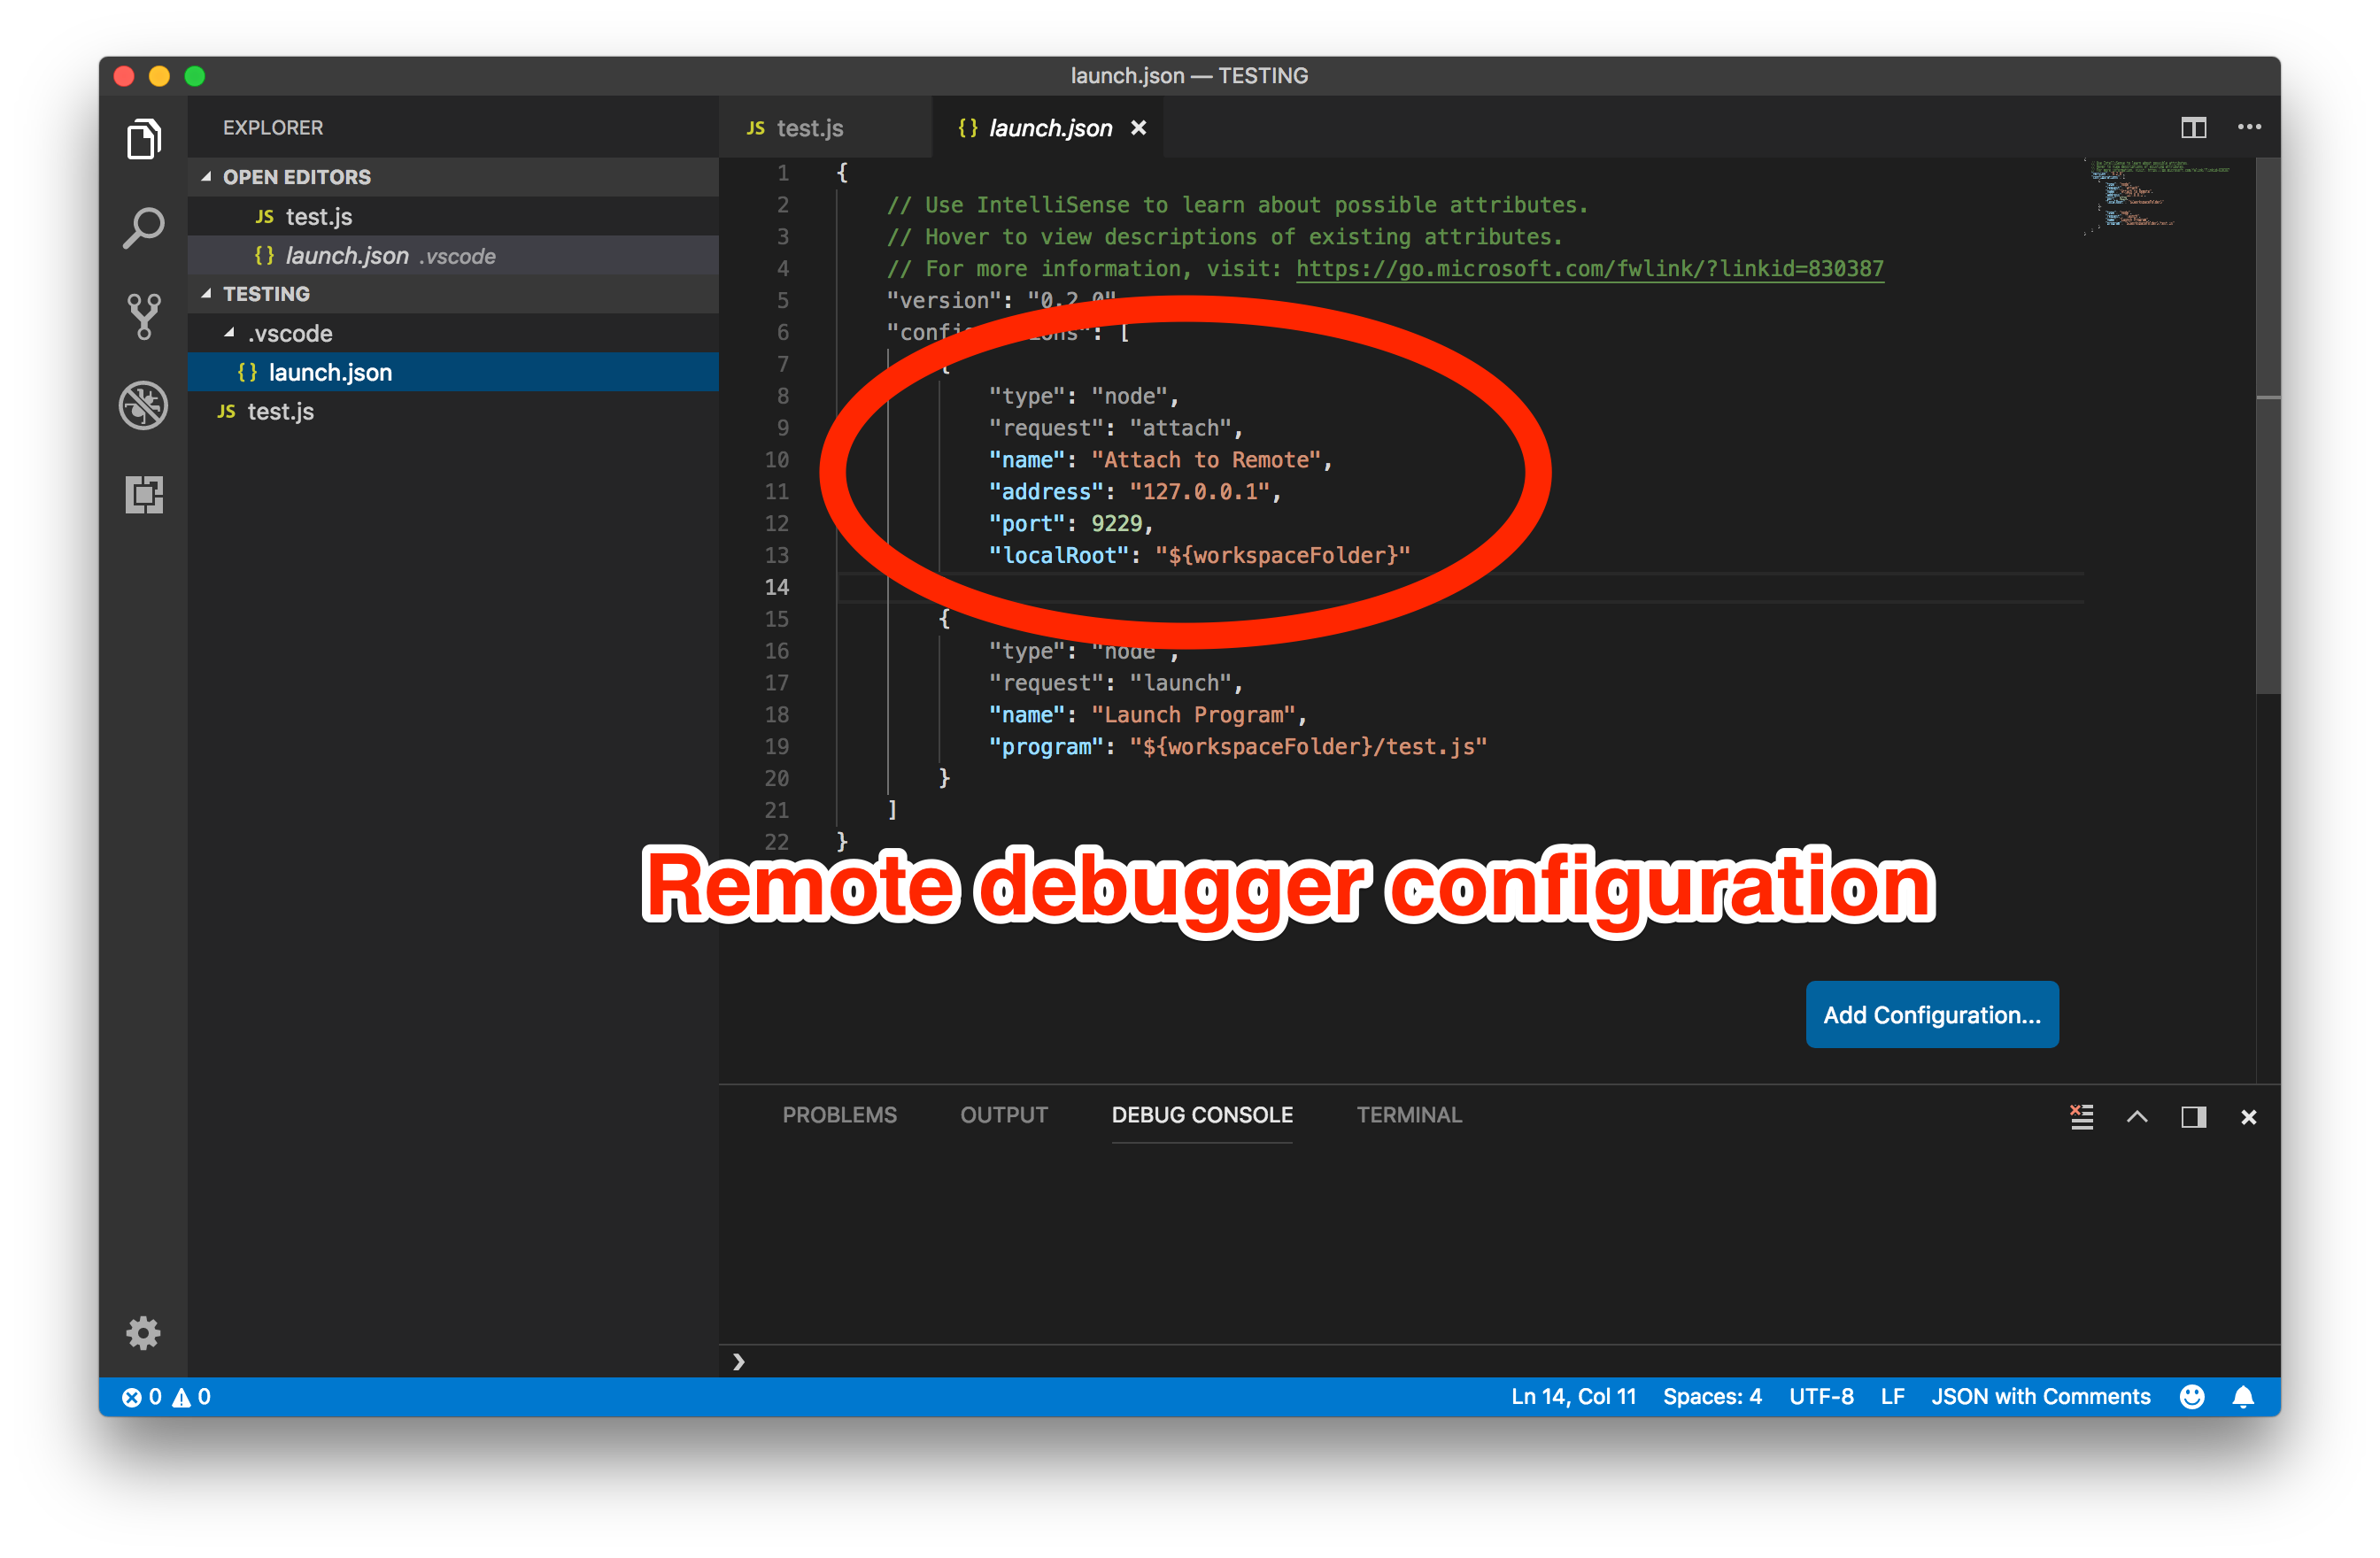 launch.json — TESTING
EXPLORER
OPEN EDITORS
JS test.js
{} launch.json .vscode
TESTING
.vscode
{} launch.json
JS test.js
JS test.js
{} launch.json ×
1 {
2 // Use IntelliSense to learn about possible attributes.
3 // Hover to view descriptions of existing attributes.
4 // For more information, visit: https://go.microsoft.com/fwlink/?linkid=830387
5 "version": "0.2.0"
6 "configurations": [
7 {
8 "type": "node",
9 "request": "attach",
10 "name": "Attach to Remote",
11 "address": "127.0.0.1",
12 "port": 9229,
13 "localRoot": "${workspaceFolder}"
14
15 {
16 "type": "node",
17 "request": "launch",
18 "name": "Launch Program",
19 "program": "${workspaceFolder}/test.js"
20 }
21 ]
22 }
Remote debugger configuration
Add Configuration...
PROBLEMS OUTPUT DEBUG CONSOLE TERMINAL
0 0 Ln 14, Col 11 Spaces: 4 UTF-8 LF JSON with Comments